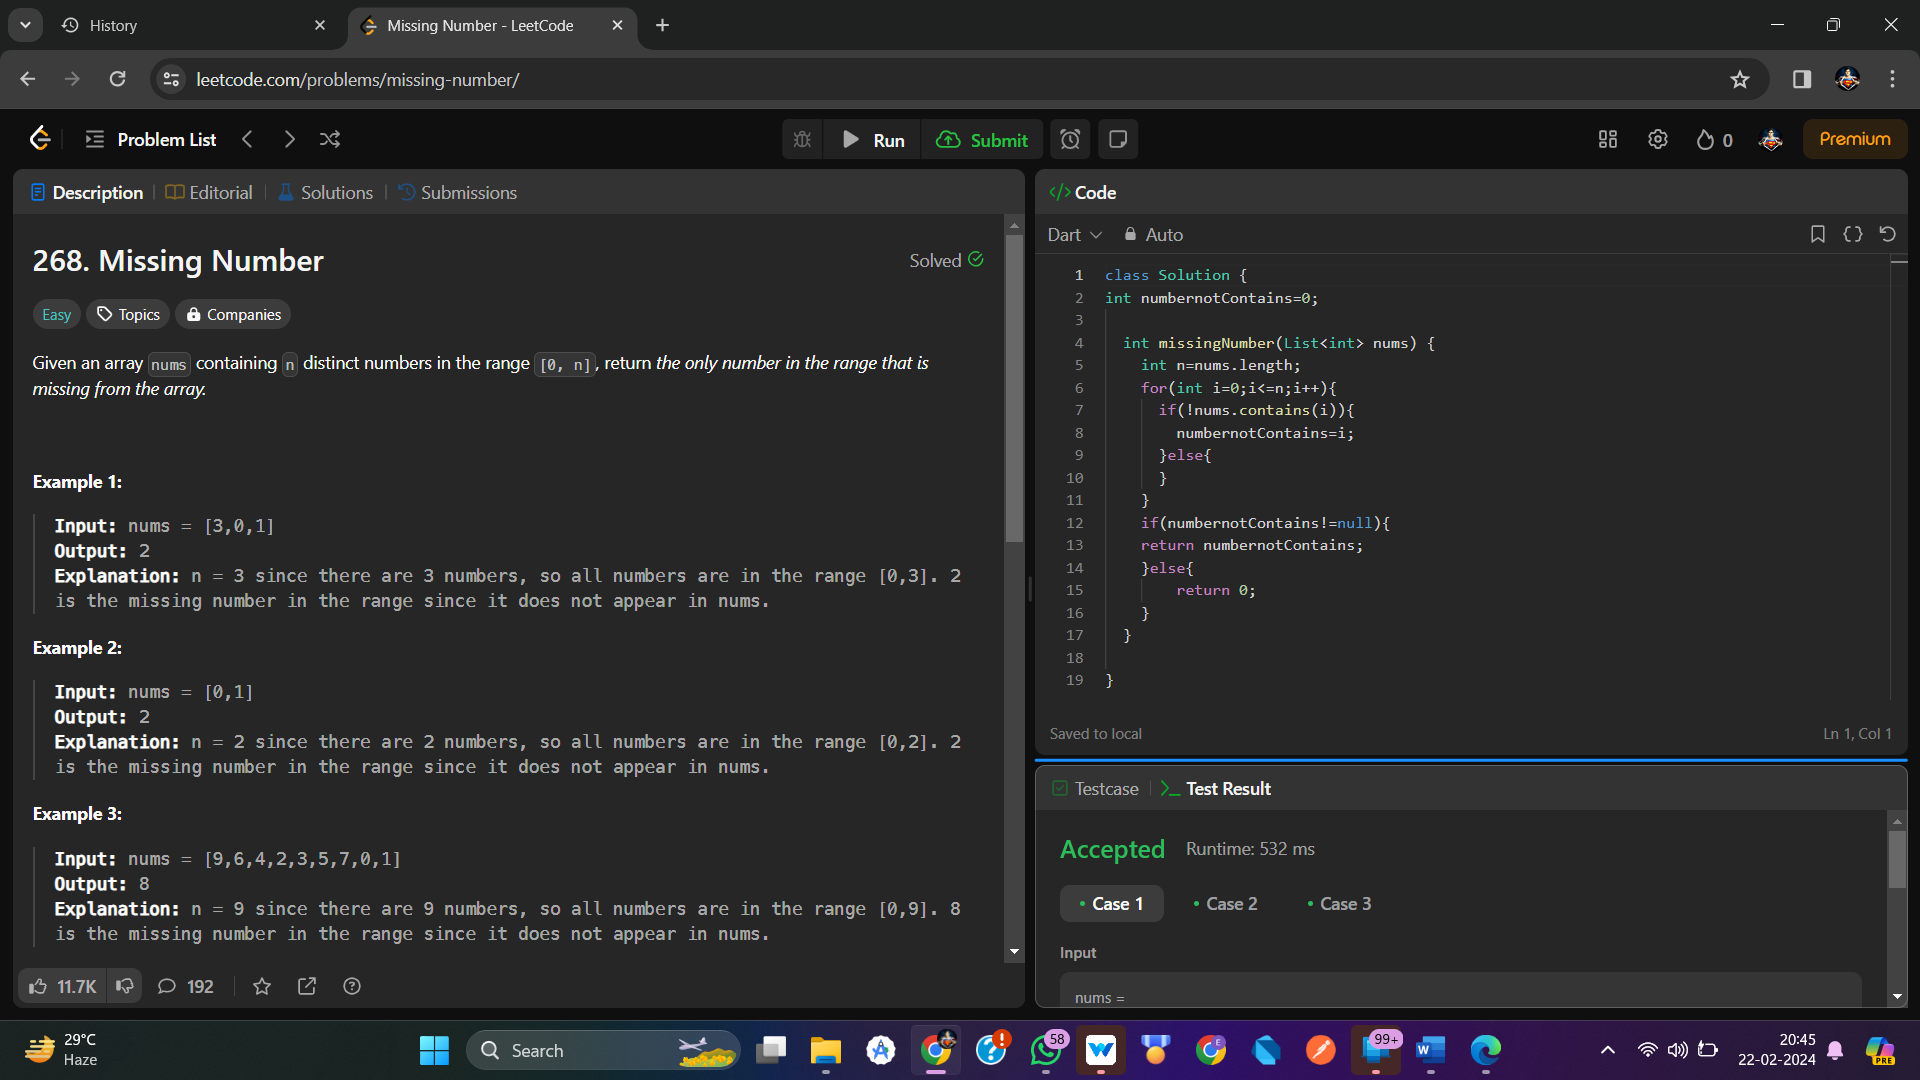 History
Missing Number - LeetCode
leetcode.com/problems/missing-number/
Problem List
Run
Submit
0
Premium
Description
Editorial
Solutions
Submissions
268. Missing Number
Solved
Easy
Topics
Companies
Given an array nums containing n distinct numbers in the range [0, n], return the only number in the range that is
missing from the array.
Example 1:
Input: nums = [3,0,1]
Output: 2
Explanation: n = 3 since there are 3 numbers, so all numbers are in the range [0,3]. 2
is the missing number in the range since it does not appear in nums.
Example 2:
Input: nums = [0,1]
Output: 2
Explanation: n = 2 since there are 2 numbers, so all numbers are in the range [0,2]. 2
is the missing number in the range since it does not appear in nums.
Example 3:
Input: nums = [9,6,4,2,3,5,7,0,1]
Output: 8
Explanation: n = 9 since there are 9 numbers, so all numbers are in the range [0,9]. 8
is the missing number in the range since it does not appear in nums.
11.7K
192
</> Code
Dart
Auto
1 class Solution {
2 int numbernotContains=0;
3
4 int missingNumber(List<int> nums) {
5 int n=nums.length;
6 for(int i=0;i<=n;i++){
7 if(!nums.contains(i)){
8 numbernotContains=i;
9 }else{
10 }
11 }
12 if(numbernotContains!=null){
13 return numbernotContains;
14 }else{
15 return 0;
16 }
17 }
18
19 }
Saved to local
Ln 1, Col 1
Testcase
Test Result
Accepted Runtime: 532 ms
Case 1
Case 2
Case 3
Input
nums =
29°C
Haze
Search
58
99+
E
PRE
20:45
22-02-2024